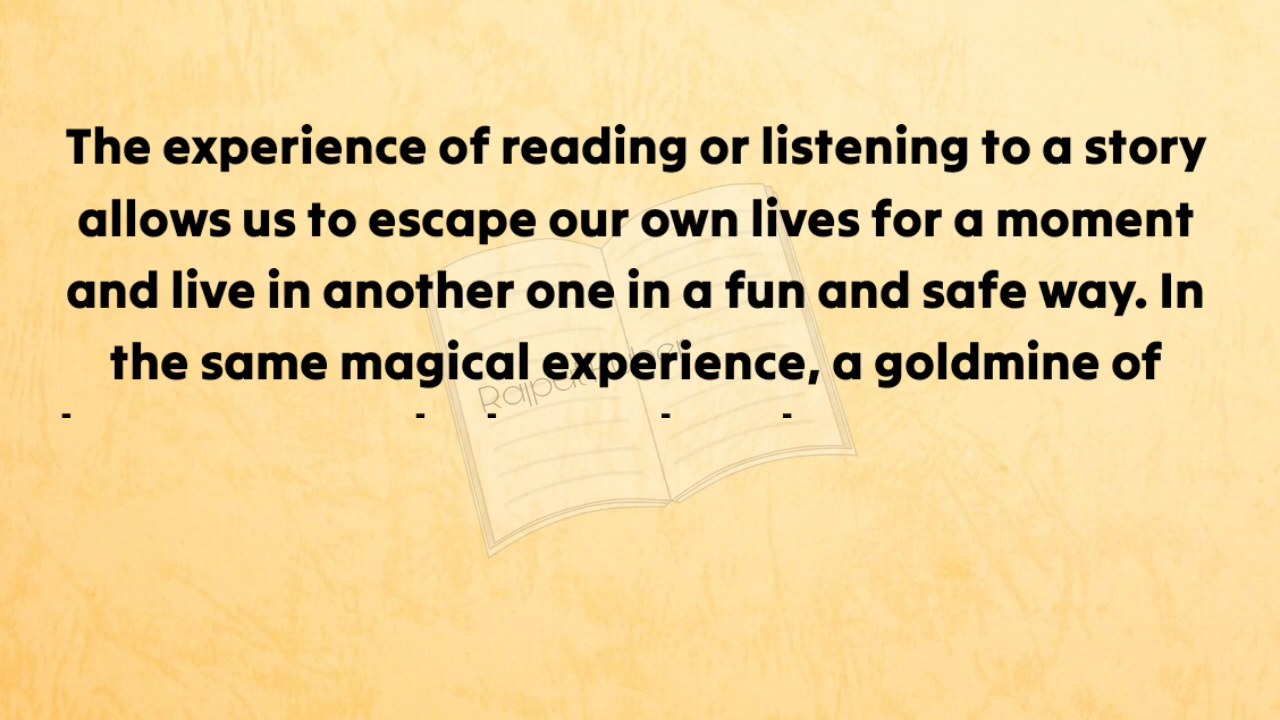 The experience of reading or listening to a story
allows us to escape our own lives for a moment
and live in another one in a fun and safe way. In
the same magical experience, a goldmine of